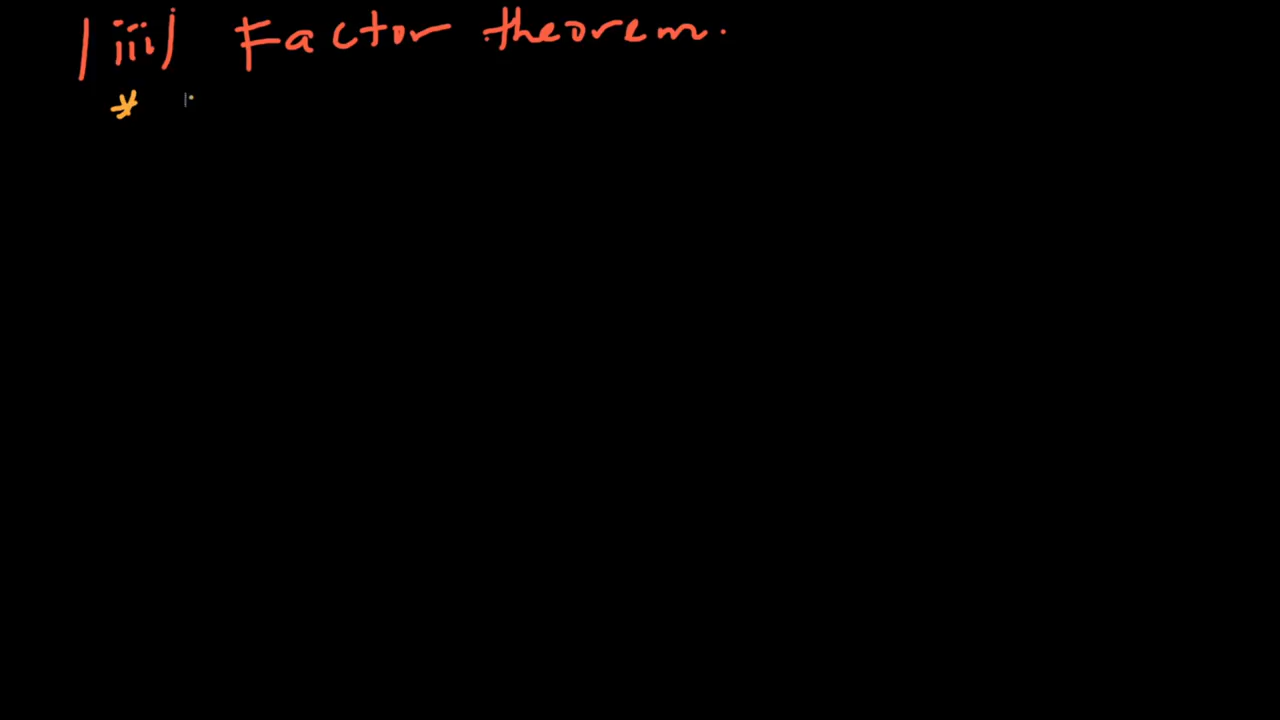 (iii) Factor theorem.
*